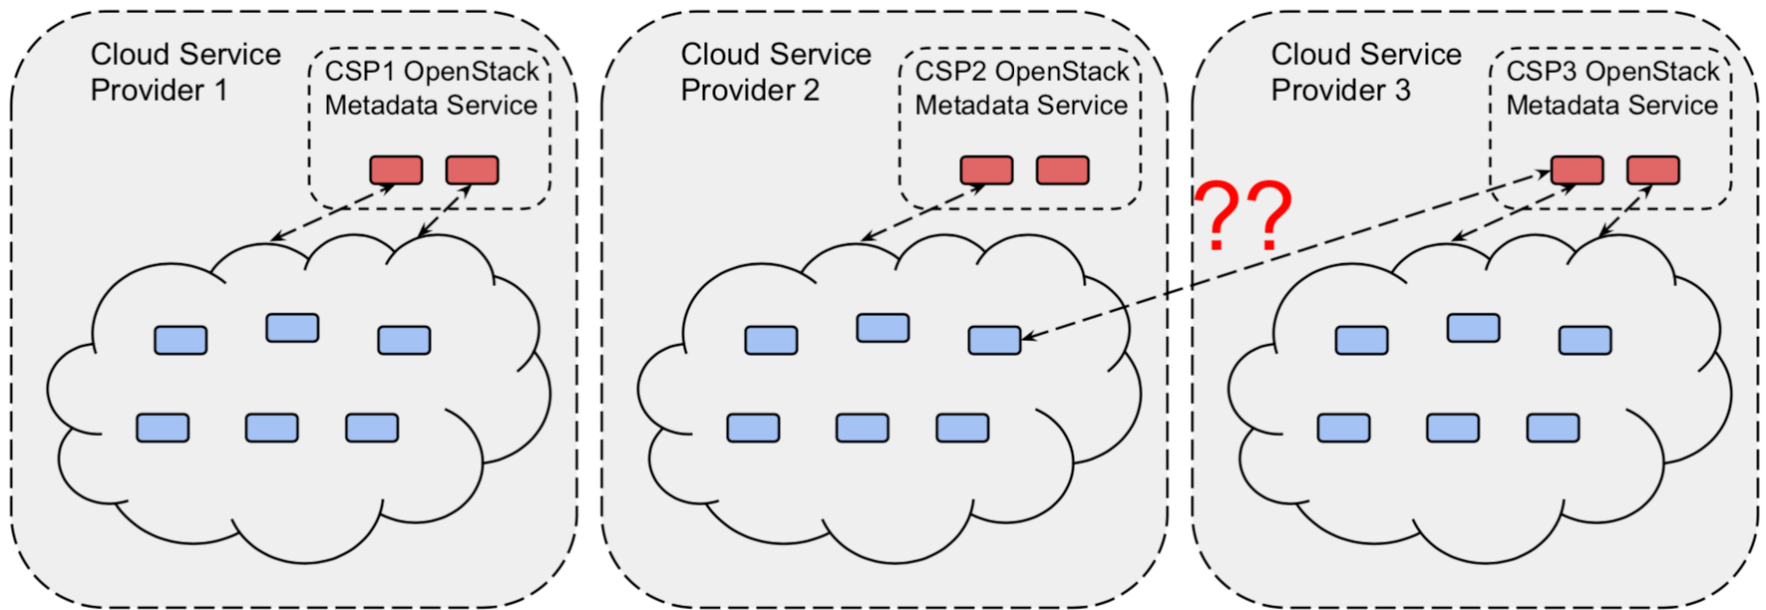 Cloud Service
Provider 1
CSP1 OpenStack
Metadata Service
Cloud Service
Provider 2
CSP2 OpenStack
Metadata Service
Cloud Service
Provider 3
CSP3 OpenStack
Metadata Service
??